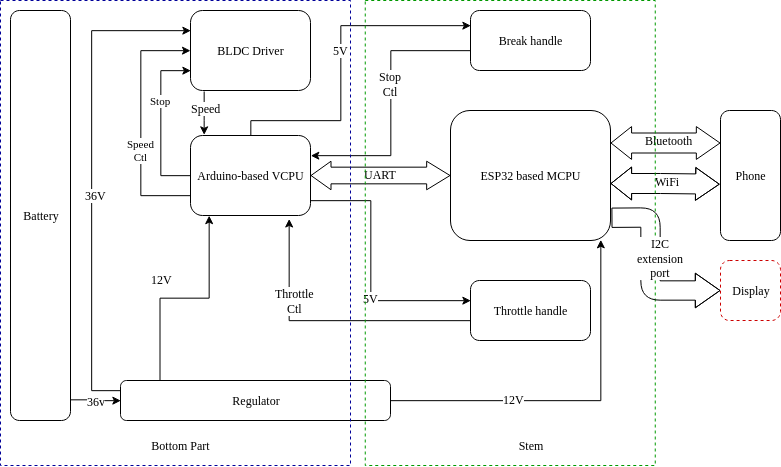 BLDC Driver
5V
Break handle
Stop
Ctl
Stop
Speed
Speed
Ctl
Bluetooth
Arduino-based VCPU
UART
ESP32 based MCPU
WiFi
Phone
36V
Battery
I2C
extension
port
12V
Throttle
Ctl
5V
Throttle handle
Display
36v
Regulator
12V
Bottom Part
Stem